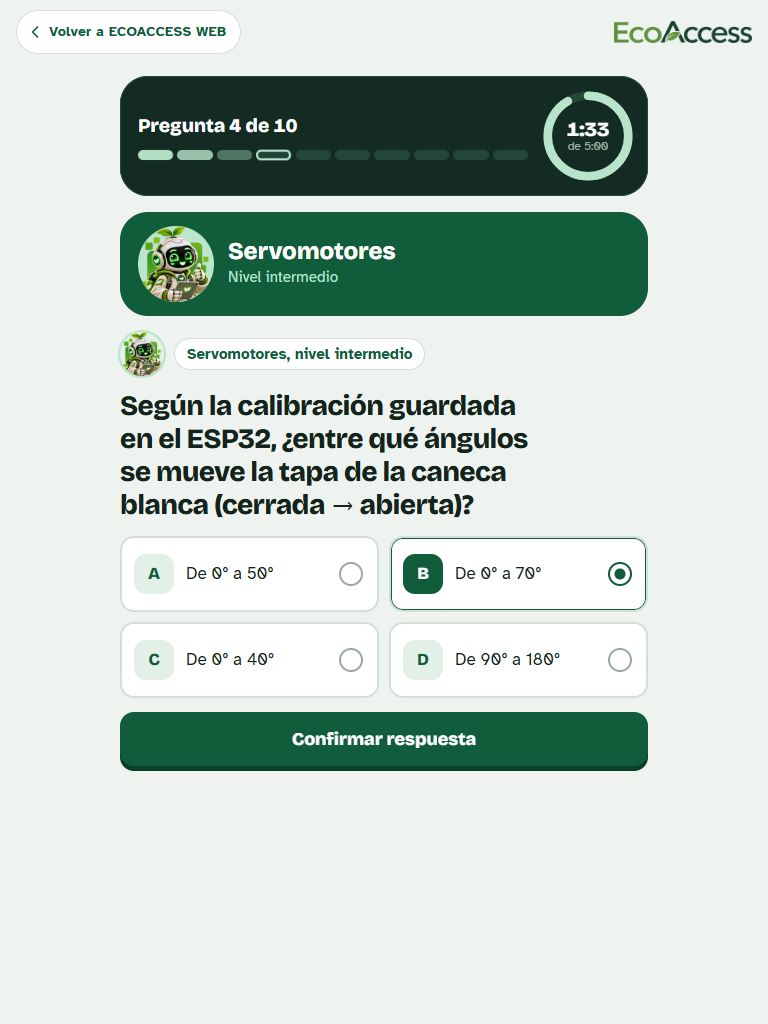 Volver a ECOACCESS WEB
EcoAccess
Pregunta 4 de 10
1:33
de 5:00
Servomotores
Nivel intermedio
Servomotores, nivel intermedio
Según la calibración guardada
en el ESP32, ¿entre qué ángulos
se mueve la tapa de la caneca
blanca (cerrada → abierta)?
A De 0° a 50°
B De 0° a 70°
C De 0° a 40°
D De 90° a 180°
Confirmar respuesta